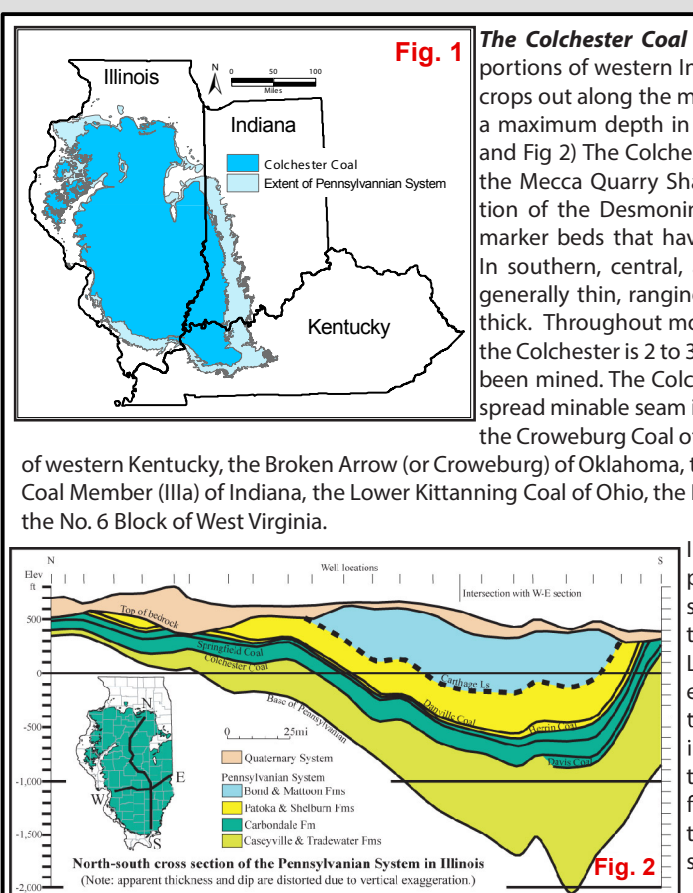 Fig. 1
Illinois
N
0 50 100
Miles
Indiana
Colchester Coal
Extent of Pennsylvannian System
Kentucky
The Colchester Coal
portions of western In
crops out along the m
a maximum depth in
and Fig 2) The Colche
the Mecca Quarry Sha
tion of the Desmonin
marker beds that hav
In southern, central,
generally thin, ranging
thick. Throughout mo
the Colchester is 2 to 3
been mined. The Colc
spread minable seam i
the Croweburg Coal of
of western Kentucky, the Broken Arrow (or Croweburg) of Oklahoma, t
Coal Member (IIIa) of Indiana, the Lower Kittanning Coal of Ohio, the
the No. 6 Block of West Virginia.
N
Well locations
S
Elev
ft
Intersection with W-E section
500
0
-500
-1,000
-1,500
-2,000
Top of bedrock
Springfield Coal
Colchester Coal
Base of Pennsylvanian
Carthage Ls
Danville Coal
Herrin Coal
Davis Coal
N
E
W
S
0 25mi
Quaternary System
Pennsylvanian System
Bond & Mattoon Fms
Patoka & Shelburn Fms
Carbondale Fm
Caseyville & Tradewater Fms
North-south cross section of the Pennsylvanian System in Illinois
(Note: apparent thickness and dip are distorted due to vertical exaggeration.)
Fig. 2